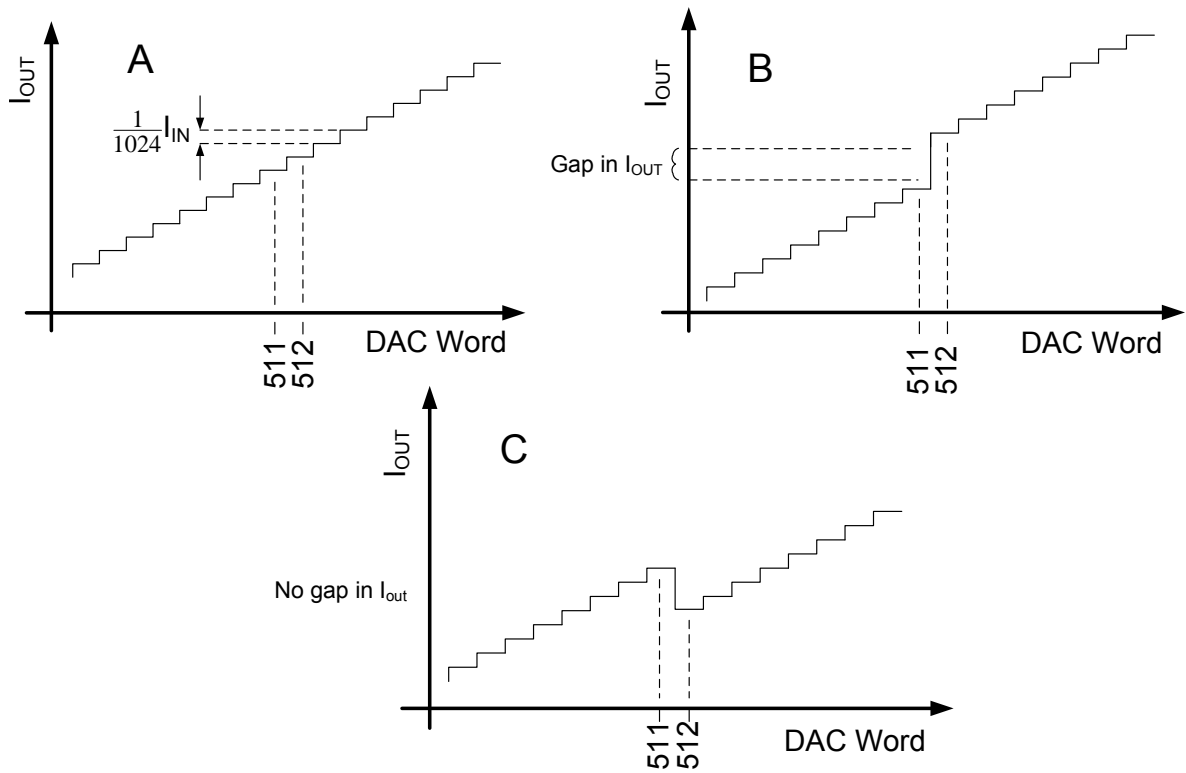 A
I_OUT
1/1024 I_IN
511
512
DAC Word
B
I_OUT
Gap in I_OUT
511
512
DAC Word
C
I_OUT
No gap in I_out
511
512
DAC Word